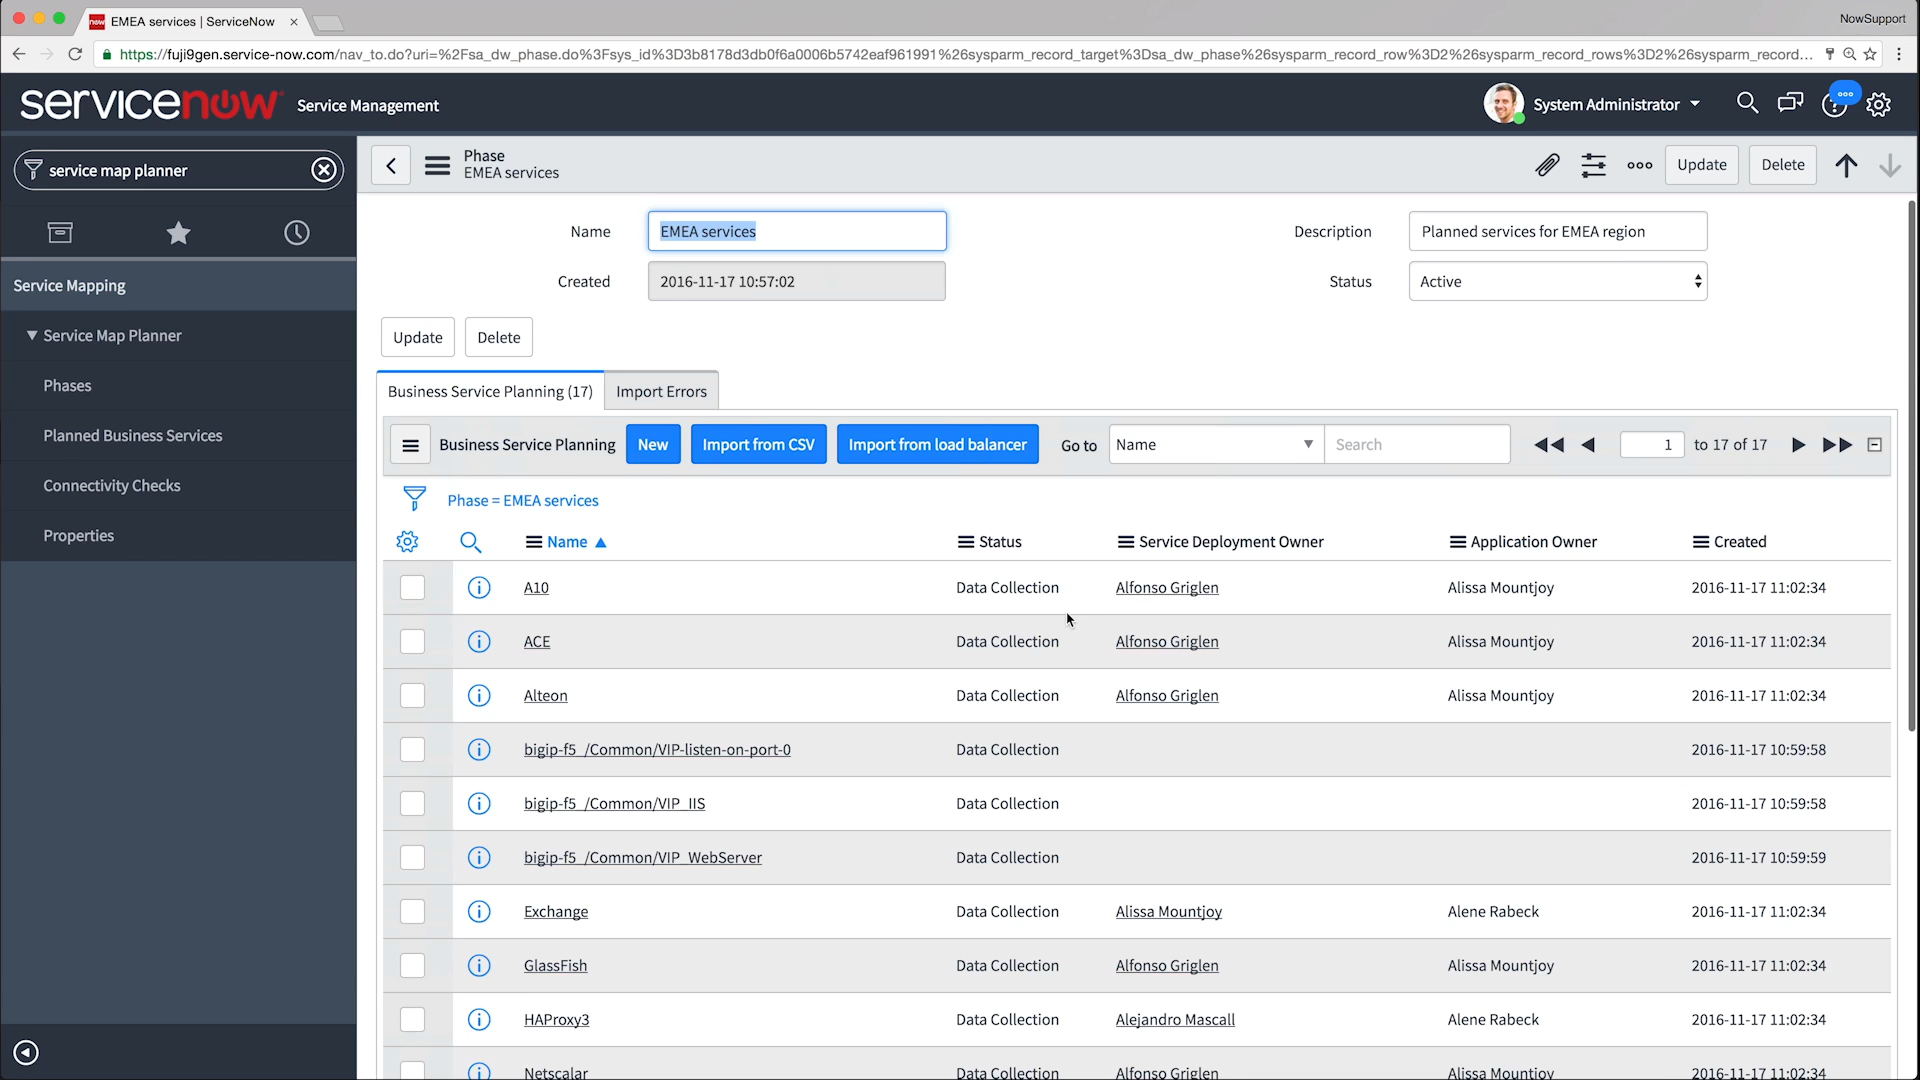 EMEA services | ServiceNow
NowSupport
https://fuji9gen.service-now.com/nav_to.do?uri=%2Fsa_dw_phase.do%3Fsys_id%3D3b8178d3db0f6a0006b5742eaf961991%26sysparm_record_target%3Dsa_dw_phase%26sysparm_record_row%3D2%26sysparm_record_rows%3D2%26sysparm_record...
servicenow Service Management
System Administrator
service map planner
Service Mapping
Service Map Planner
Phases
Planned Business Services
Connectivity Checks
Properties
Phase
EMEA services
Update Delete
Name EMEA services Description Planned services for EMEA region
Created 2016-11-17 10:57:02 Status Active
Update Delete
Business Service Planning (17) Import Errors
Business Service Planning New Import from CSV Import from load balancer Go to Name Search 1 to 17 of 17
Phase = EMEA services
Name Status Service Deployment Owner Application Owner Created
A10 Data Collection Alfonso Griglen Alissa Mountjoy 2016-11-17 11:02:34
ACE Data Collection Alfonso Griglen Alissa Mountjoy 2016-11-17 11:02:34
Alteon Data Collection Alfonso Griglen Alissa Mountjoy 2016-11-17 11:02:34
bigip-f5_/Common/VIP-listen-on-port-0 Data Collection 2016-11-17 10:59:58
bigip-f5_/Common/VIP_IIS Data Collection 2016-11-17 10:59:58
bigip-f5_/Common/VIP_WebServer Data Collection 2016-11-17 10:59:59
Exchange Data Collection Alissa Mountjoy Alene Rabeck 2016-11-17 11:02:34
GlassFish Data Collection Alfonso Griglen Alissa Mountjoy 2016-11-17 11:02:34
HAProxy3 Data Collection Alejandro Mascall Alene Rabeck 2016-11-17 11:02:34
Netscalar Data Collection Alfonso Griglen Alissa Mountjoy 2016-11-17 11:02:34